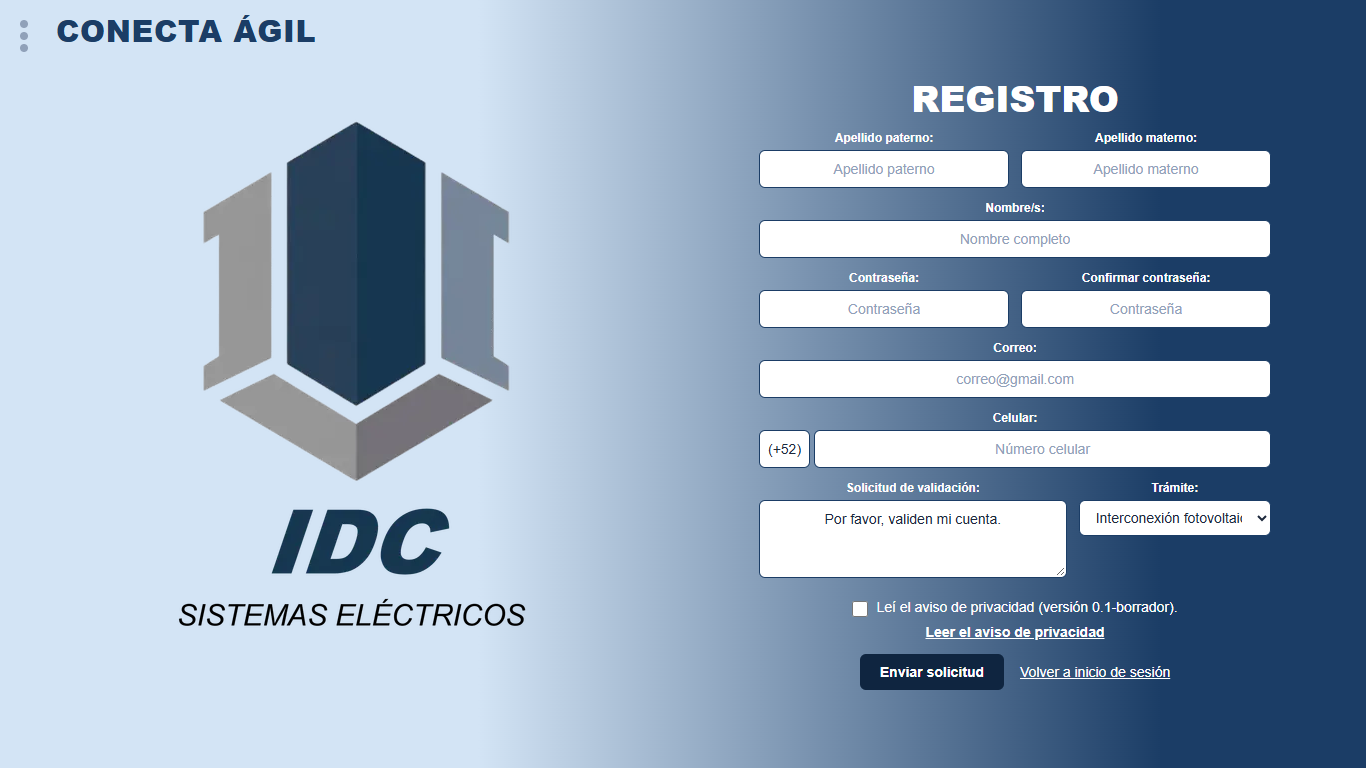 CONECTA ÁGIL
REGISTRO
Apellido paterno: Apellido materno:
Apellido paterno Apellido materno
Nombre/s:
Nombre completo
Contraseña: Confirmar contraseña:
Contraseña Contraseña
Correo:
correo@gmail.com
Celular:
(+52) Número celular
Solicitud de validación: Trámite:
Por favor, validen mi cuenta. Interconexión fotovoltaic
IDC
SISTEMAS ELÉCTRICOS
Leí el aviso de privacidad (versión 0.1-borrador).
Leer el aviso de privacidad
Enviar solicitud Volver a inicio de sesión